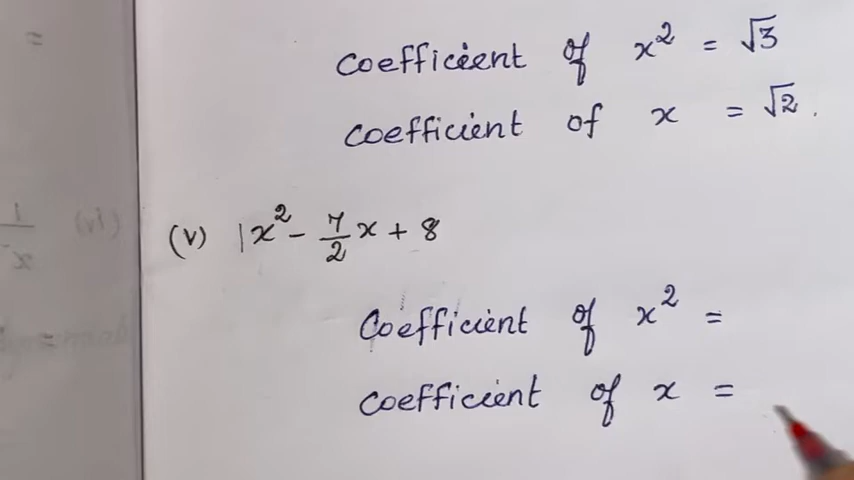 coefficient of x² = √3
coefficient of x = √2.
(v) 1x² - 7/2 x + 8
Coefficient of x² =
coefficient of x =